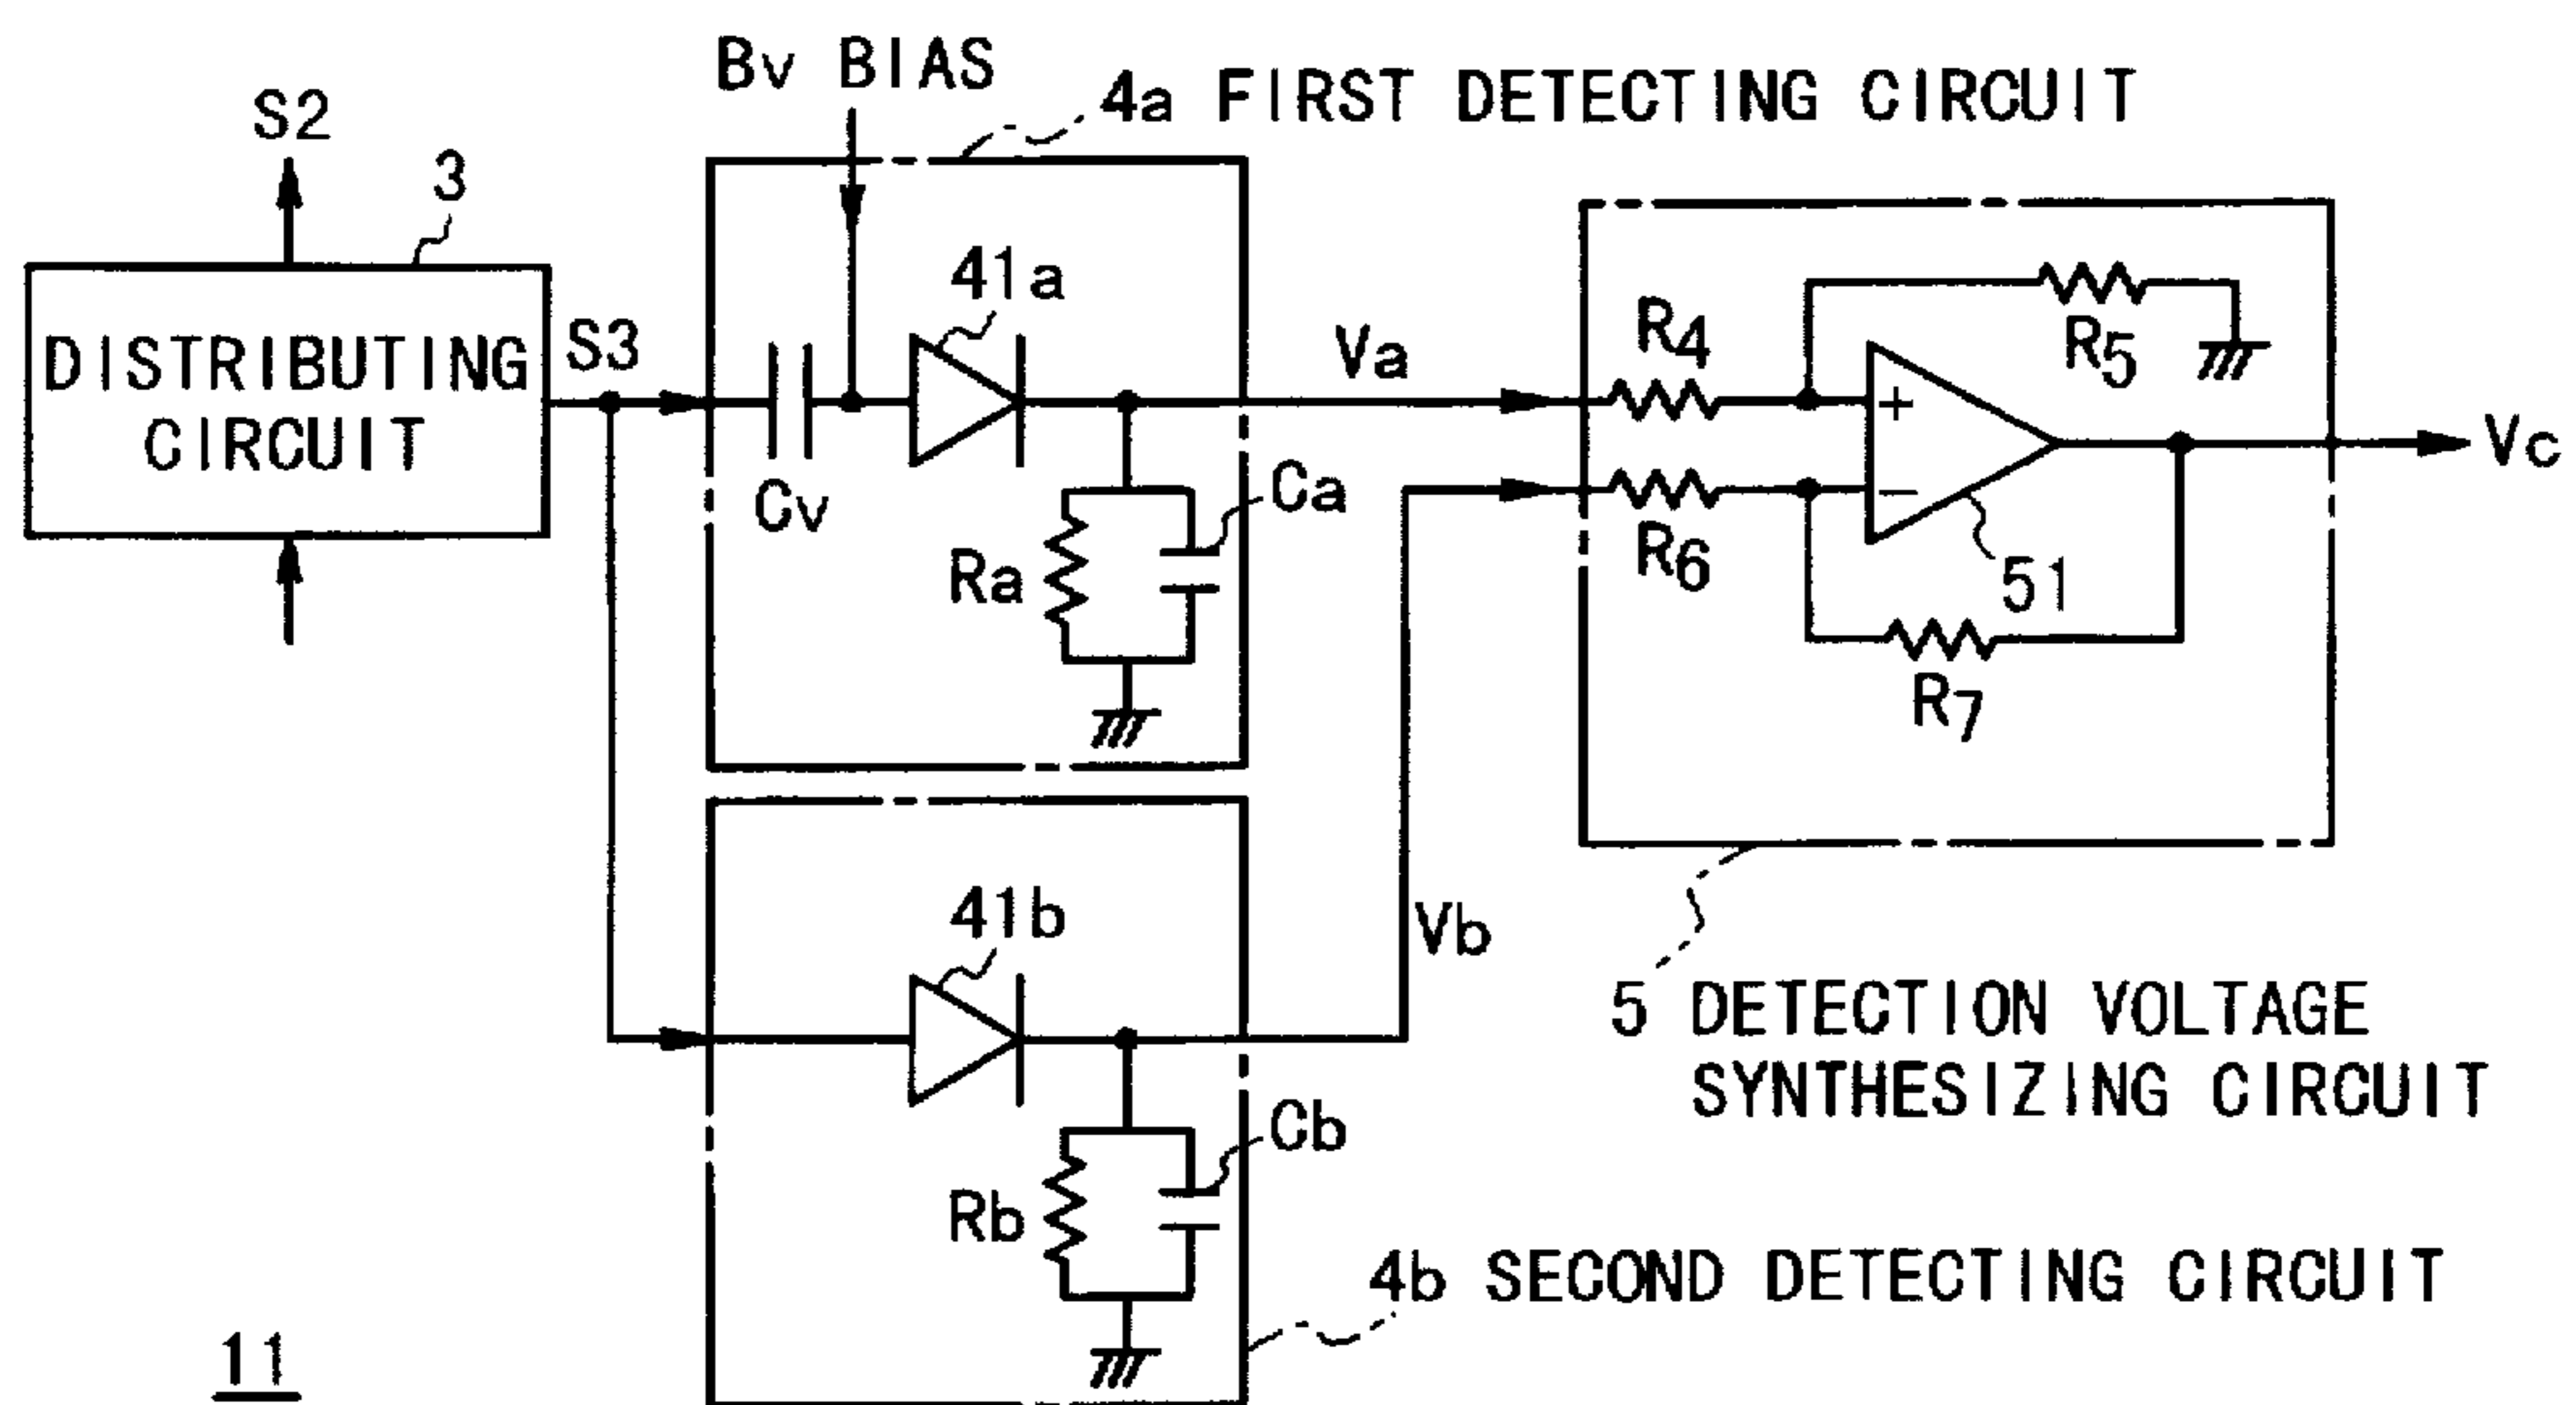 Bv BIAS
4a FIRST DETECTING CIRCUIT
S2
3
41a
S3
DISTRIBUTING
CIRCUIT
Va
R4
R5
+
Vc
Cv
Ca
−
Ra
R6
51
R7
41b
Vb
5 DETECTION VOLTAGE
SYNTHESIZING CIRCUIT
Cb
Rb
4b SECOND DETECTING CIRCUIT
11